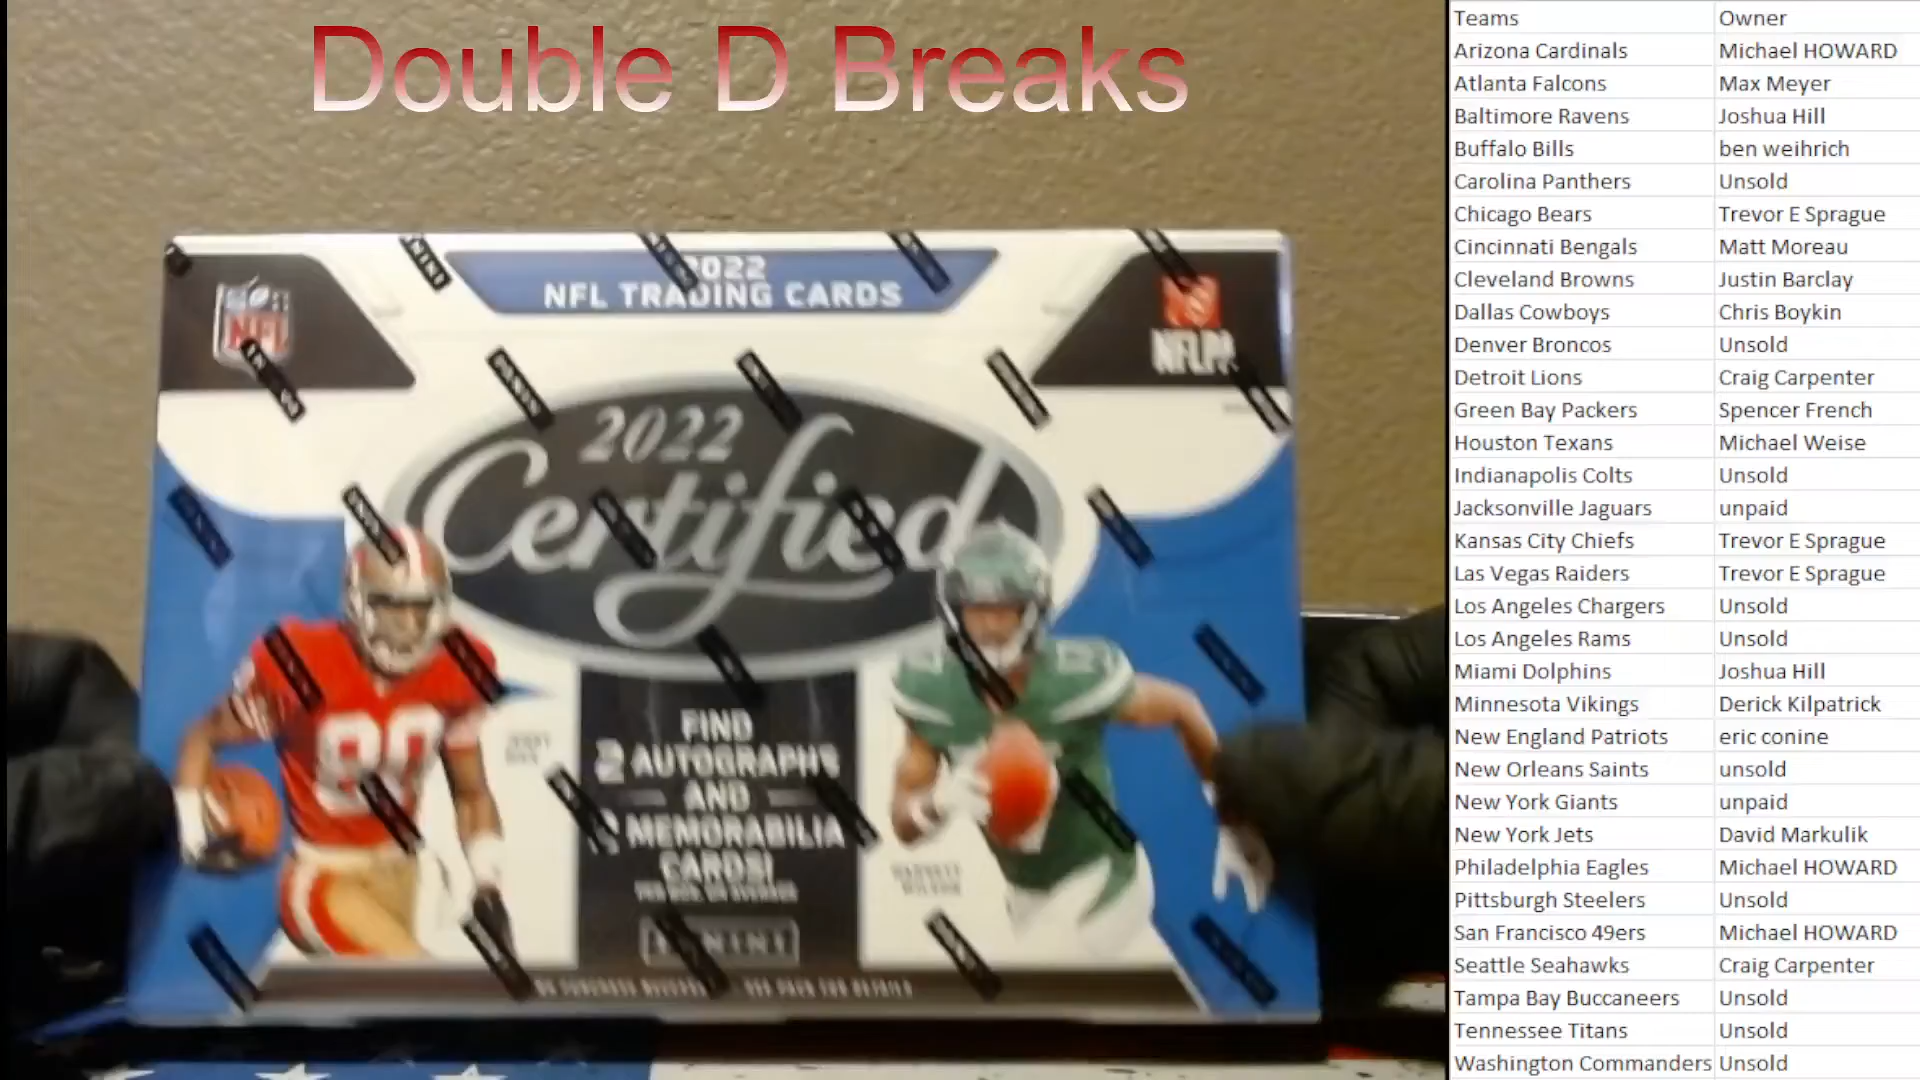 Double D Breaks
2022
NFL TRADING CARDS
NFL
NFLPA
2022
Certified
FIND
2 AUTOGRAPHS
AND
MEMORABILIA
CARDS!
PANINI
Teams Owner
Arizona Cardinals Michael HOWARD
Atlanta Falcons Max Meyer
Baltimore Ravens Joshua Hill
Buffalo Bills ben weihrich
Carolina Panthers Unsold
Chicago Bears Trevor E Sprague
Cincinnati Bengals Matt Moreau
Cleveland Browns Justin Barclay
Dallas Cowboys Chris Boykin
Denver Broncos Unsold
Detroit Lions Craig Carpenter
Green Bay Packers Spencer French
Houston Texans Michael Weise
Indianapolis Colts Unsold
Jacksonville Jaguars unpaid
Kansas City Chiefs Trevor E Sprague
Las Vegas Raiders Trevor E Sprague
Los Angeles Chargers Unsold
Los Angeles Rams Unsold
Miami Dolphins Joshua Hill
Minnesota Vikings Derick Kilpatrick
New England Patriots eric conine
New Orleans Saints unsold
New York Giants unpaid
New York Jets David Markulik
Philadelphia Eagles Michael HOWARD
Pittsburgh Steelers Unsold
San Francisco 49ers Michael HOWARD
Seattle Seahawks Craig Carpenter
Tampa Bay Buccaneers Unsold
Tennessee Titans Unsold
Washington Commanders Unsold